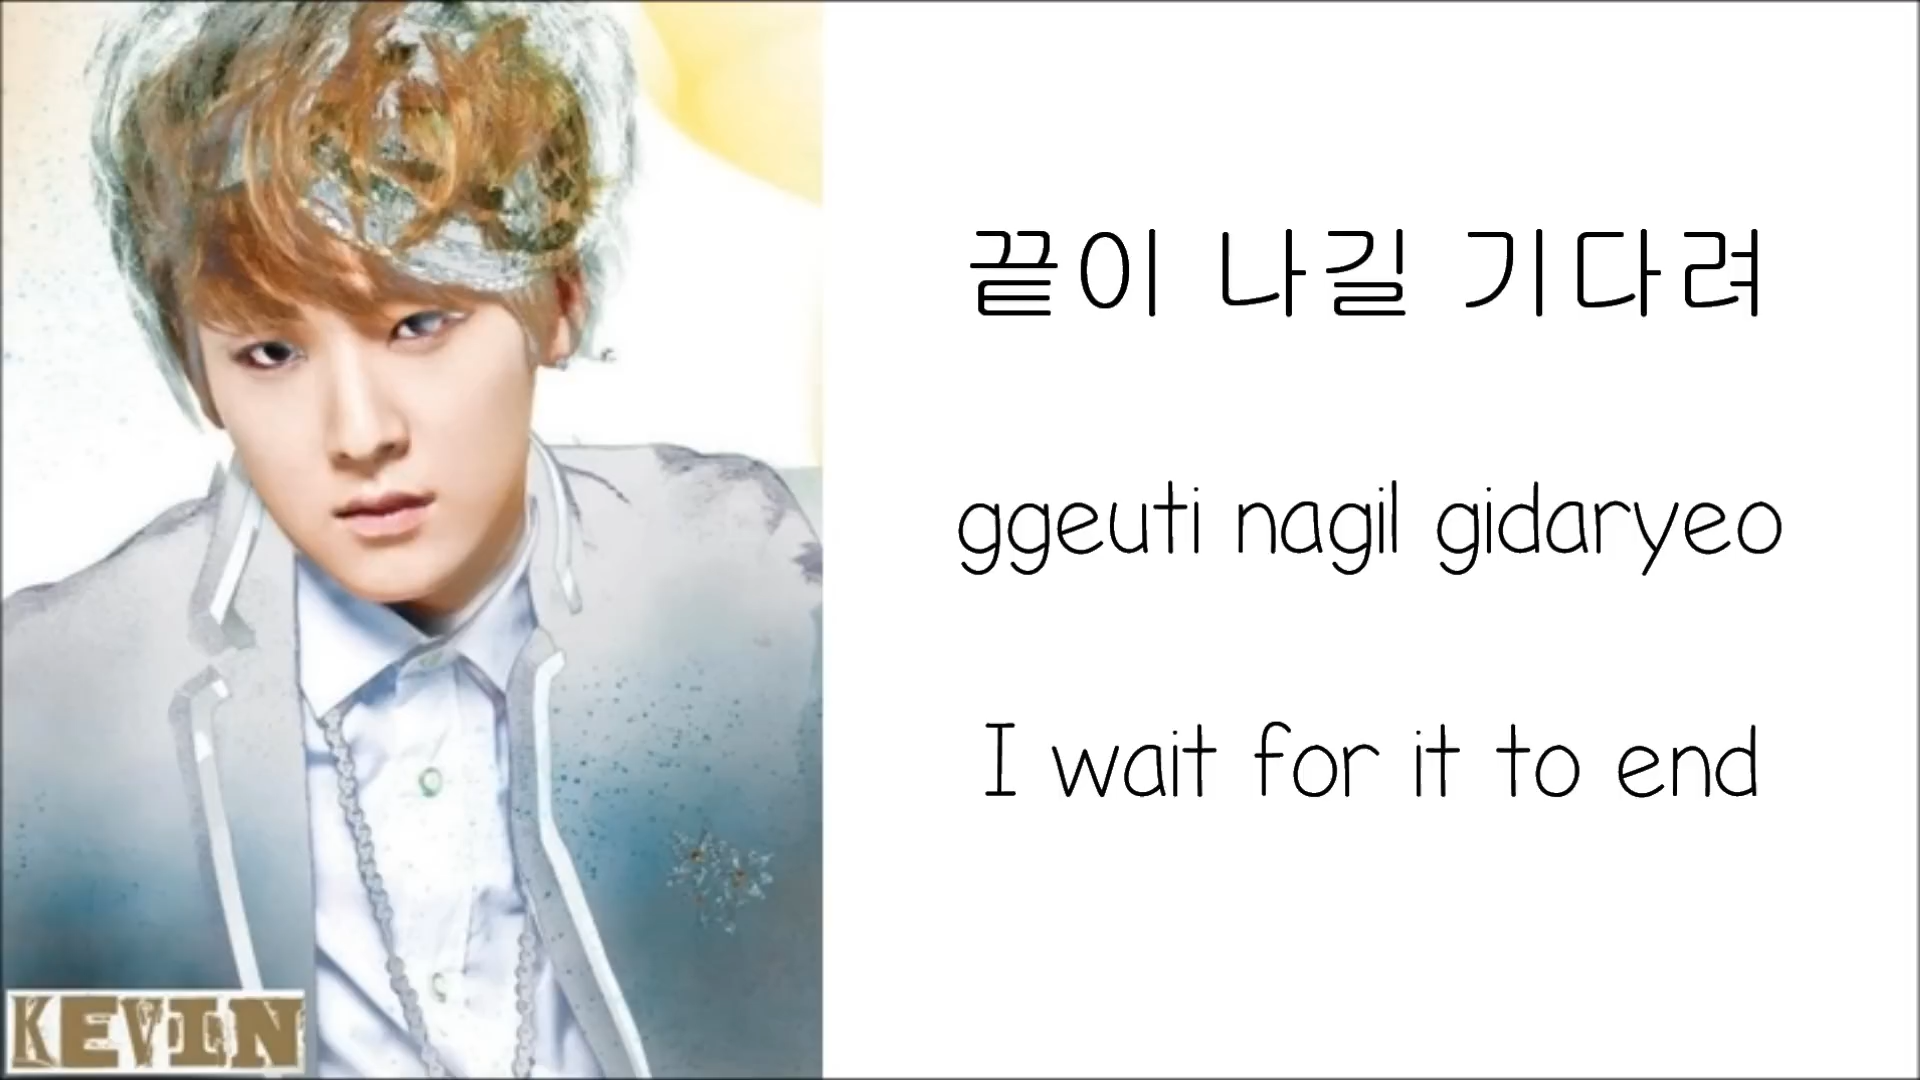 끝이 나길 기다려
ggeuti nagil gidaryeo
I wait for it to end
KEVIN